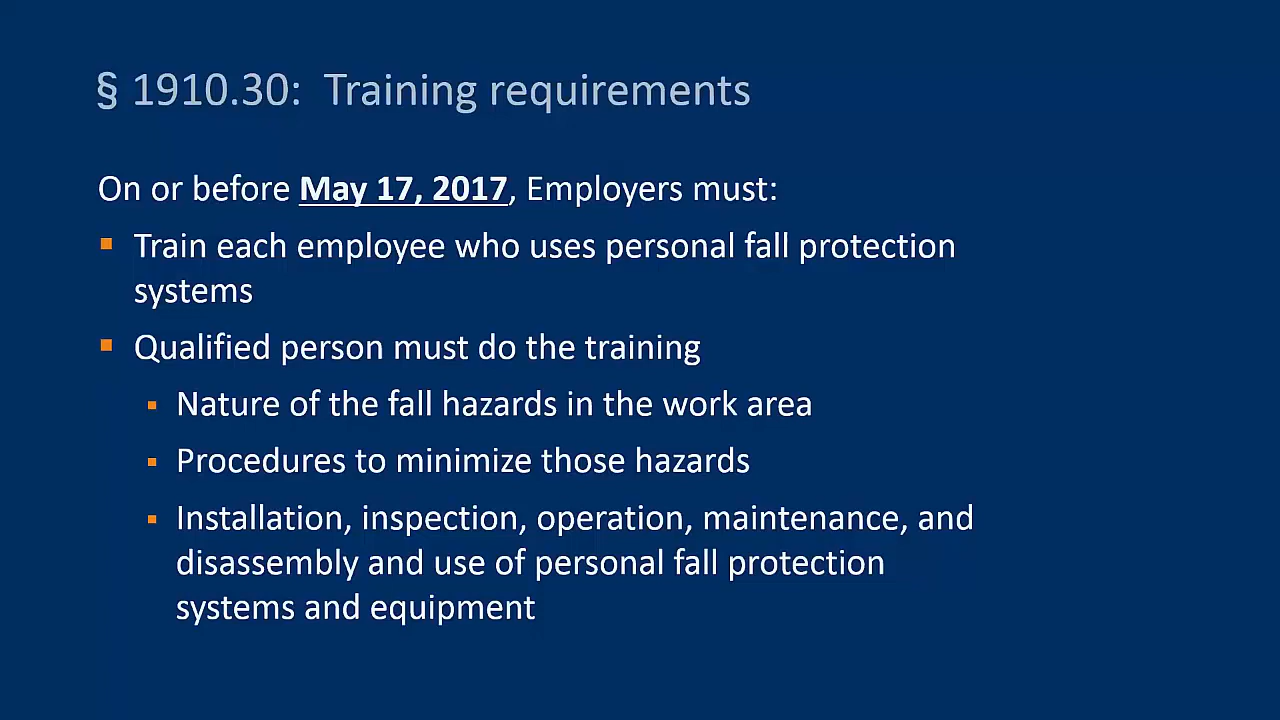 § 1910.30: Training requirements
On or before May 17, 2017, Employers must:
Train each employee who uses personal fall protection
systems
Qualified person must do the training
Nature of the fall hazards in the work area
Procedures to minimize those hazards
Installation, inspection, operation, maintenance, and
disassembly and use of personal fall protection
systems and equipment